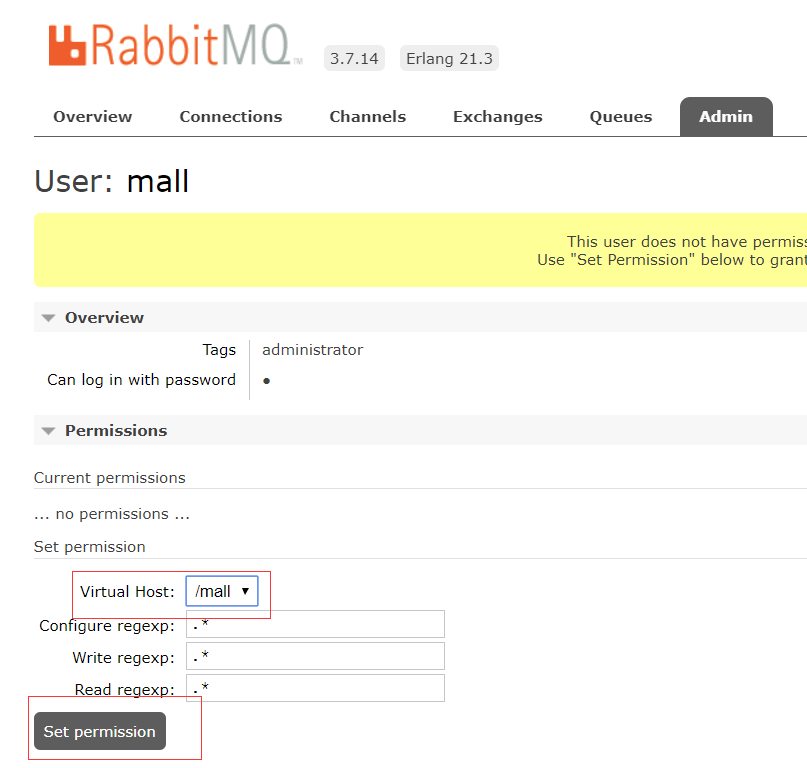 RabbitMQ TM 3.7.14 Erlang 21.3
Overview Connections Channels Exchanges Queues Admin
User: mall
This user does not have permiss
Use "Set Permission" below to grant
Overview
Tags administrator
Can log in with password ●
Permissions
Current permissions
... no permissions ...
Set permission
Virtual Host: /mall
Configure regexp: .*
Write regexp: .*
Read regexp: .*
Set permission